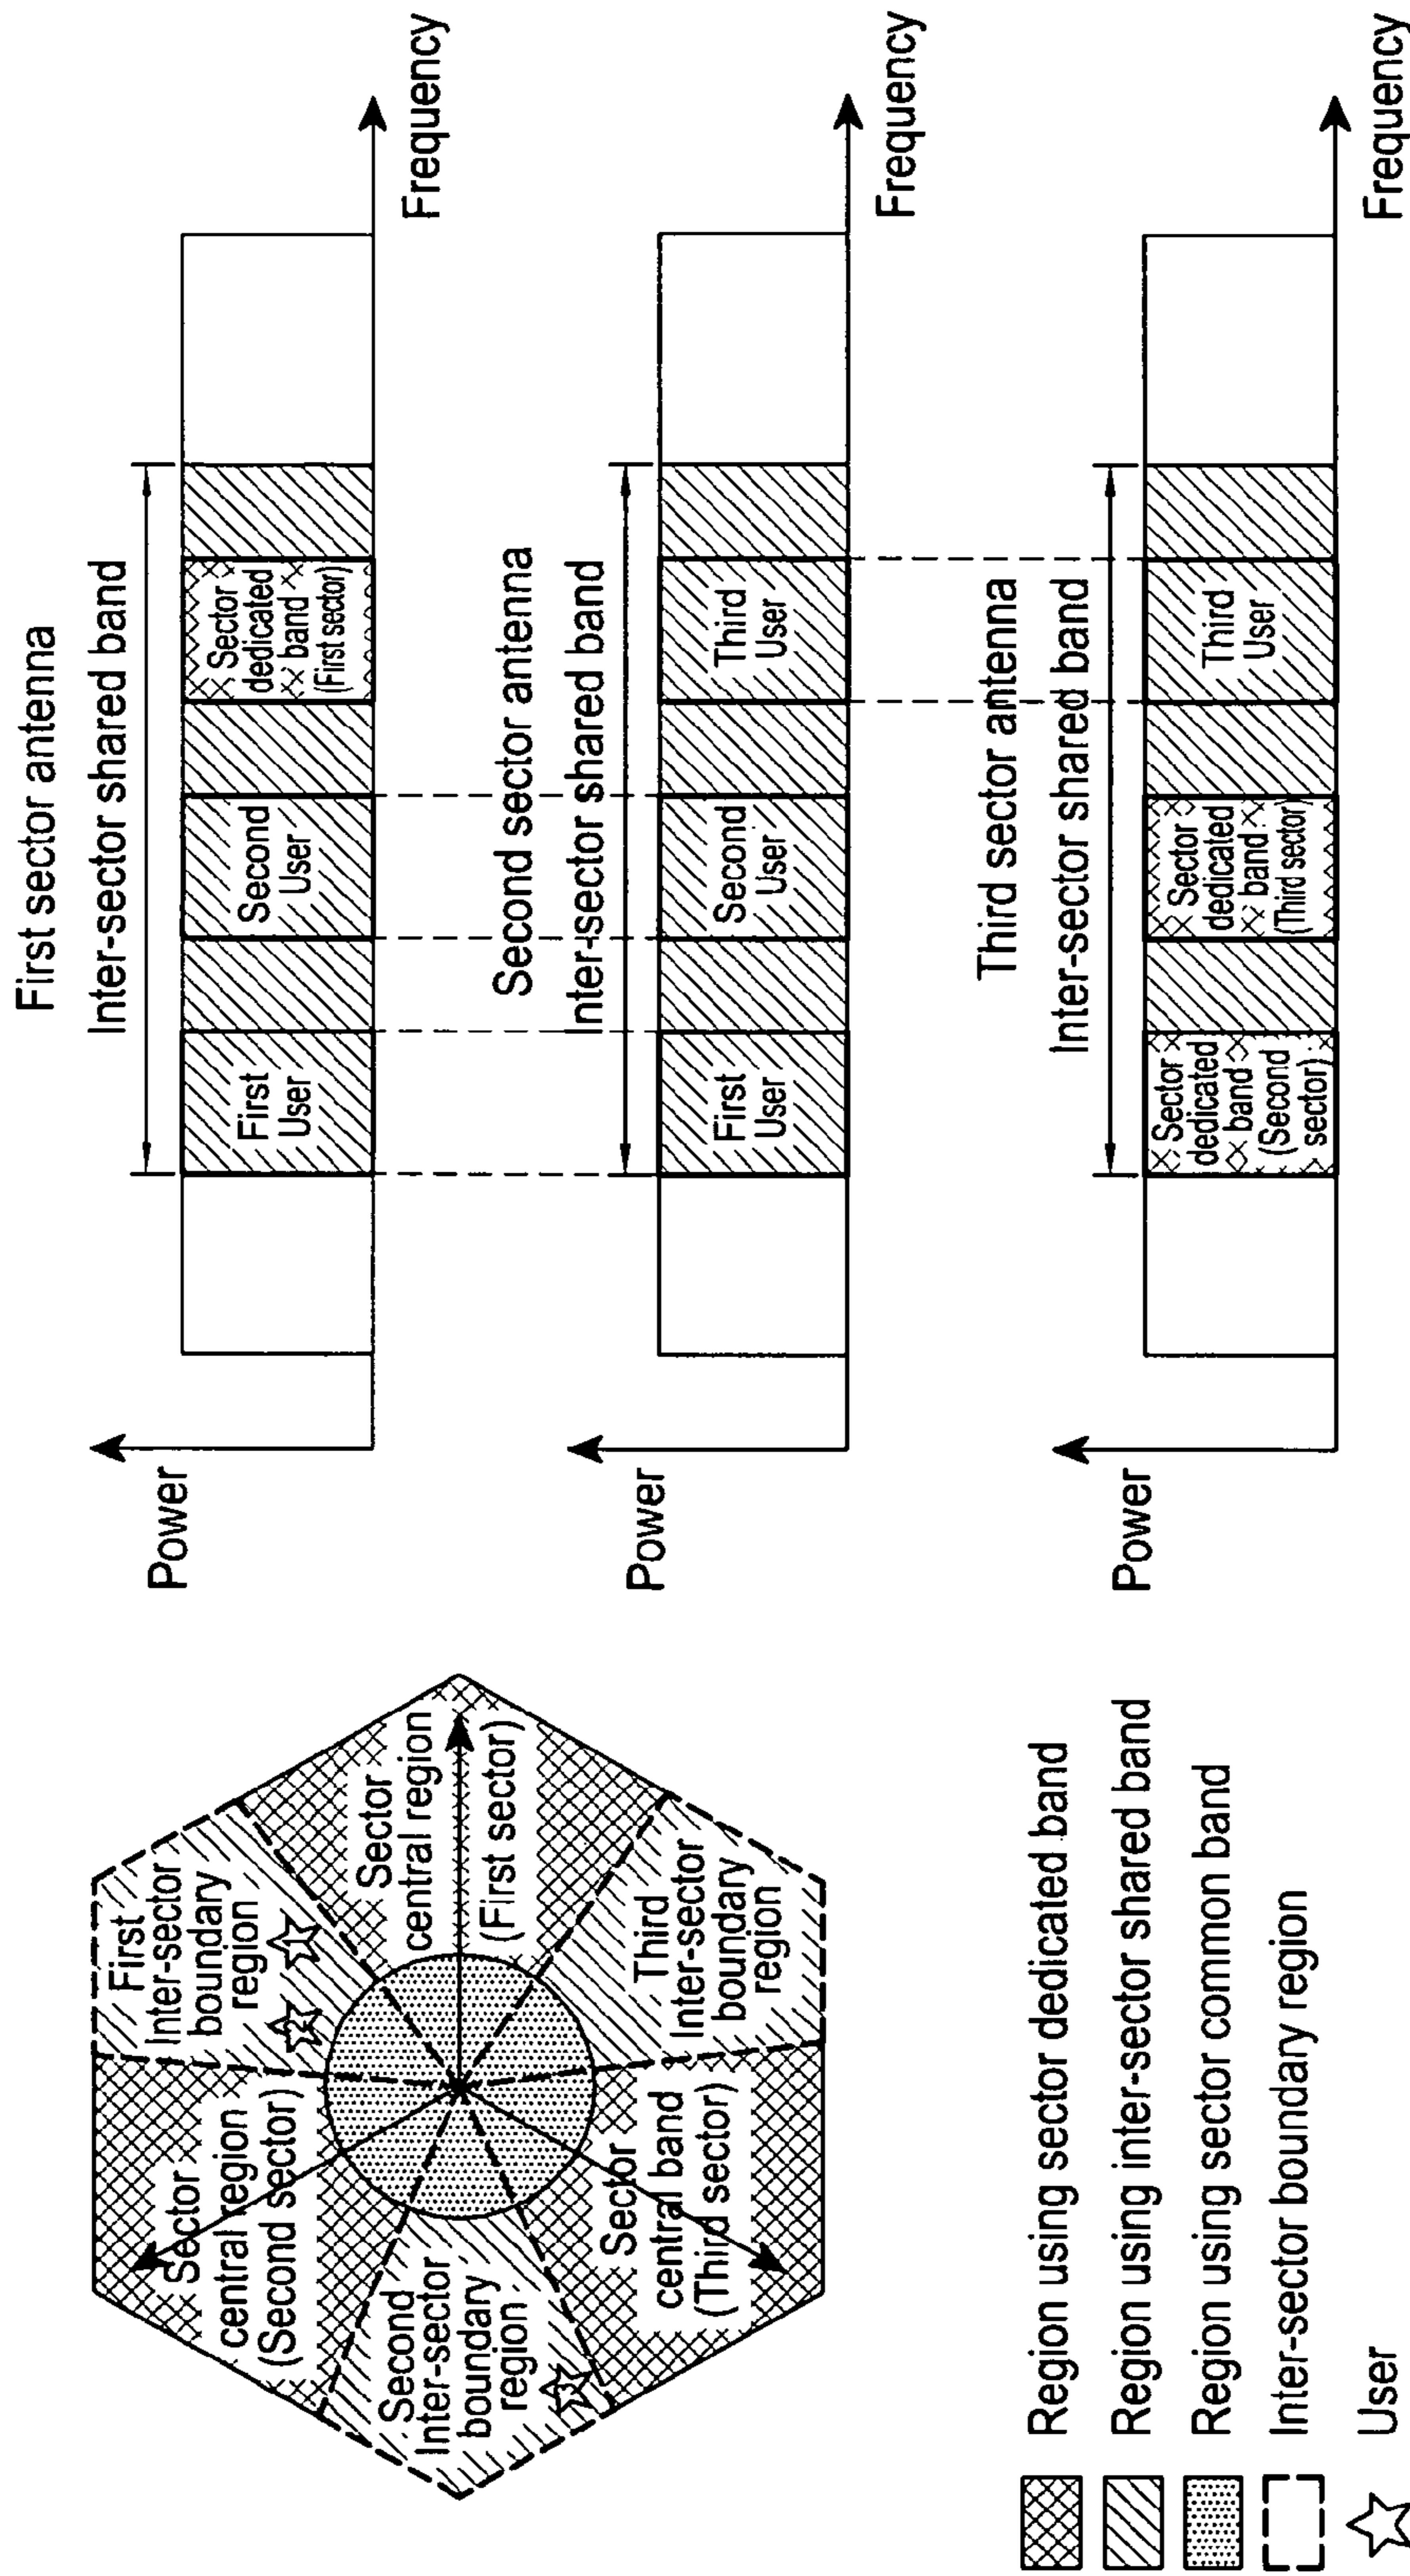 First
Inter-sector
boundary
region
1
2
Sector
central region
(First sector)
Sector
central region
(Second sector)
Second
Inter-sector
boundary
region
3
Sector
central band
(Third sector)
Third
Inter-sector
boundary
region
Region using sector dedicated band
Region using inter-sector shared band
Region using sector common band
Inter-sector boundary region
User
First sector antenna
Inter-sector shared band
Power
First
User
Second
User
Sector
dedicated
band
(First sector)
Frequency
Second sector antenna
Inter-sector shared band
Power
First
User
Second
User
Third
User
Frequency
Third sector antenna
Inter-sector shared band
Power
Sector
dedicated
band
(Second
sector)
Sector
dedicated
band
(Third sector)
Third
User
Frequency